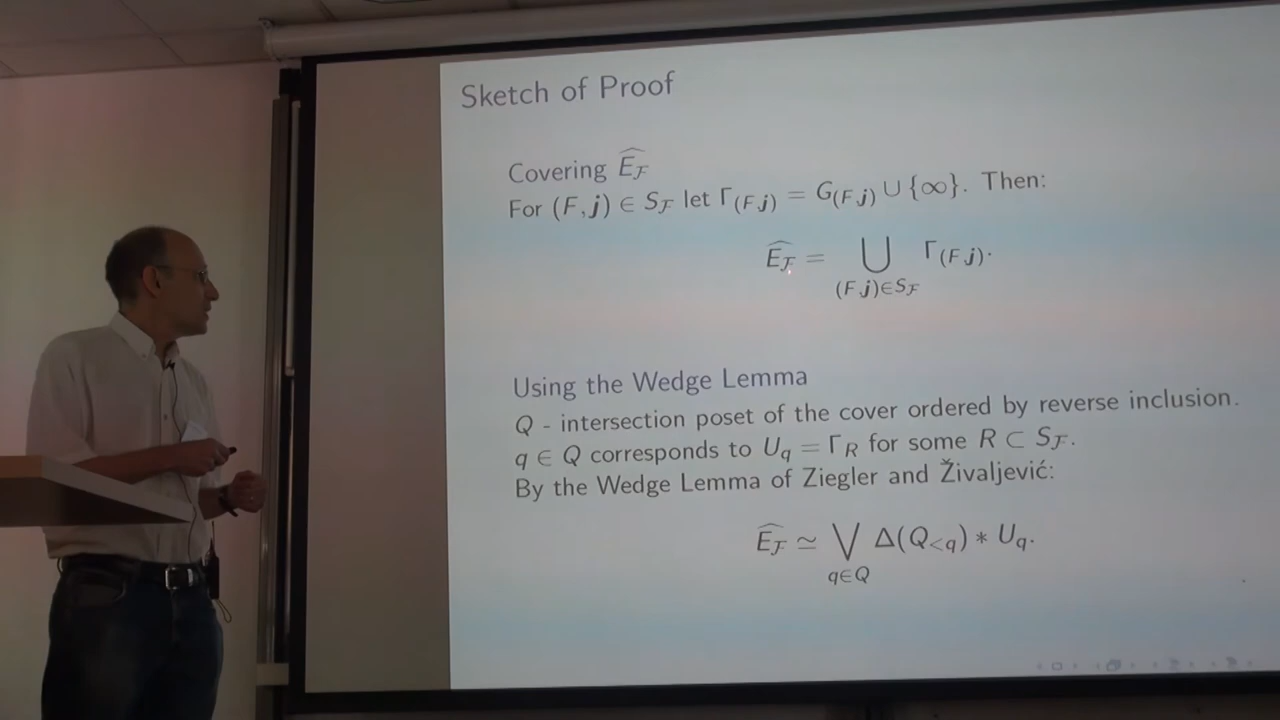 Sketch of Proof
Covering $\widehat{E_{\mathcal{F}}}$
For $(F, \boldsymbol{j}) \in S_{\mathcal{F}}$ let $\Gamma_{(F,\boldsymbol{j})} = G_{(F,\boldsymbol{j})} \cup \{\infty\}$. Then:
$\widehat{E_{\mathcal{F}}} = \bigcup_{(F,\boldsymbol{j}) \in S_{\mathcal{F}}} \Gamma_{(F,\boldsymbol{j})}.$
Using the Wedge Lemma
$Q$ - intersection poset of the cover ordered by reverse inclusion.
$q \in Q$ corresponds to $U_q = \Gamma_R$ for some $R \subset S_{\mathcal{F}}$.
By the Wedge Lemma of Ziegler and Živaljević:
$\widehat{E_{\mathcal{F}}} \simeq \bigvee_{q \in Q} \Delta(Q_{<q}) * U_q.$